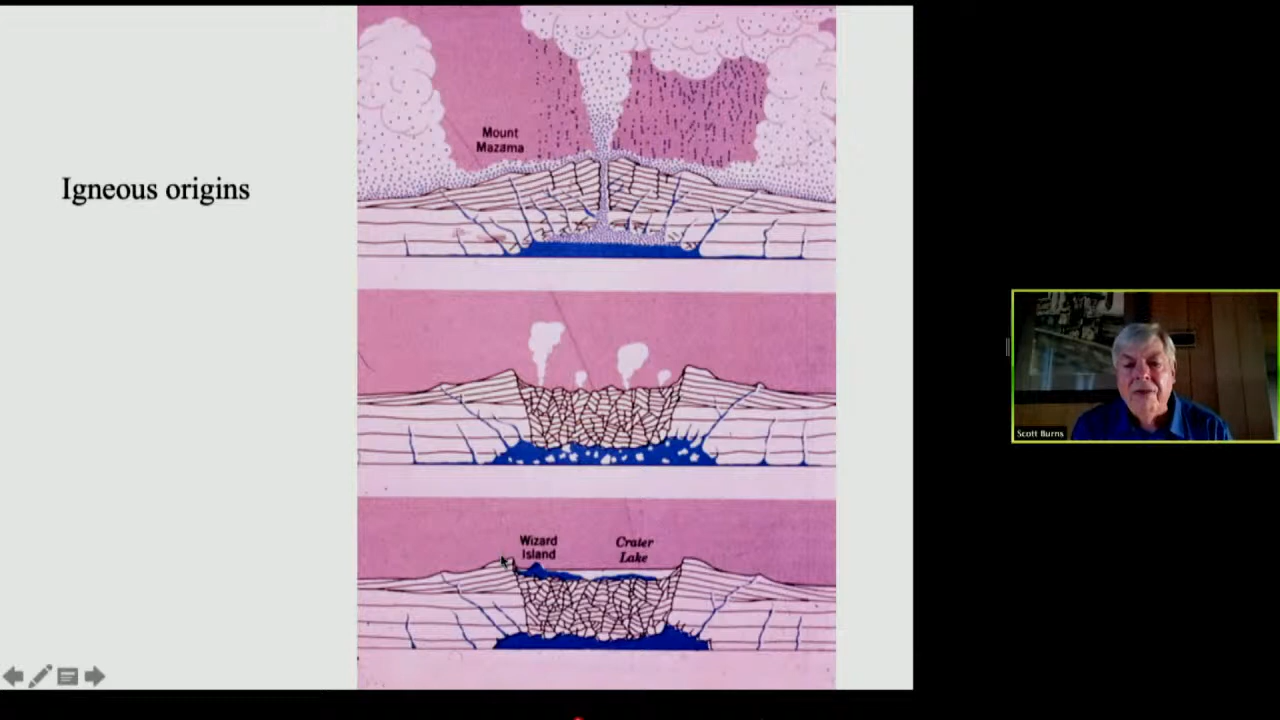 Igneous origins
Mount
Mazama
Wizard
Island
Crater
Lake
Scott Burns